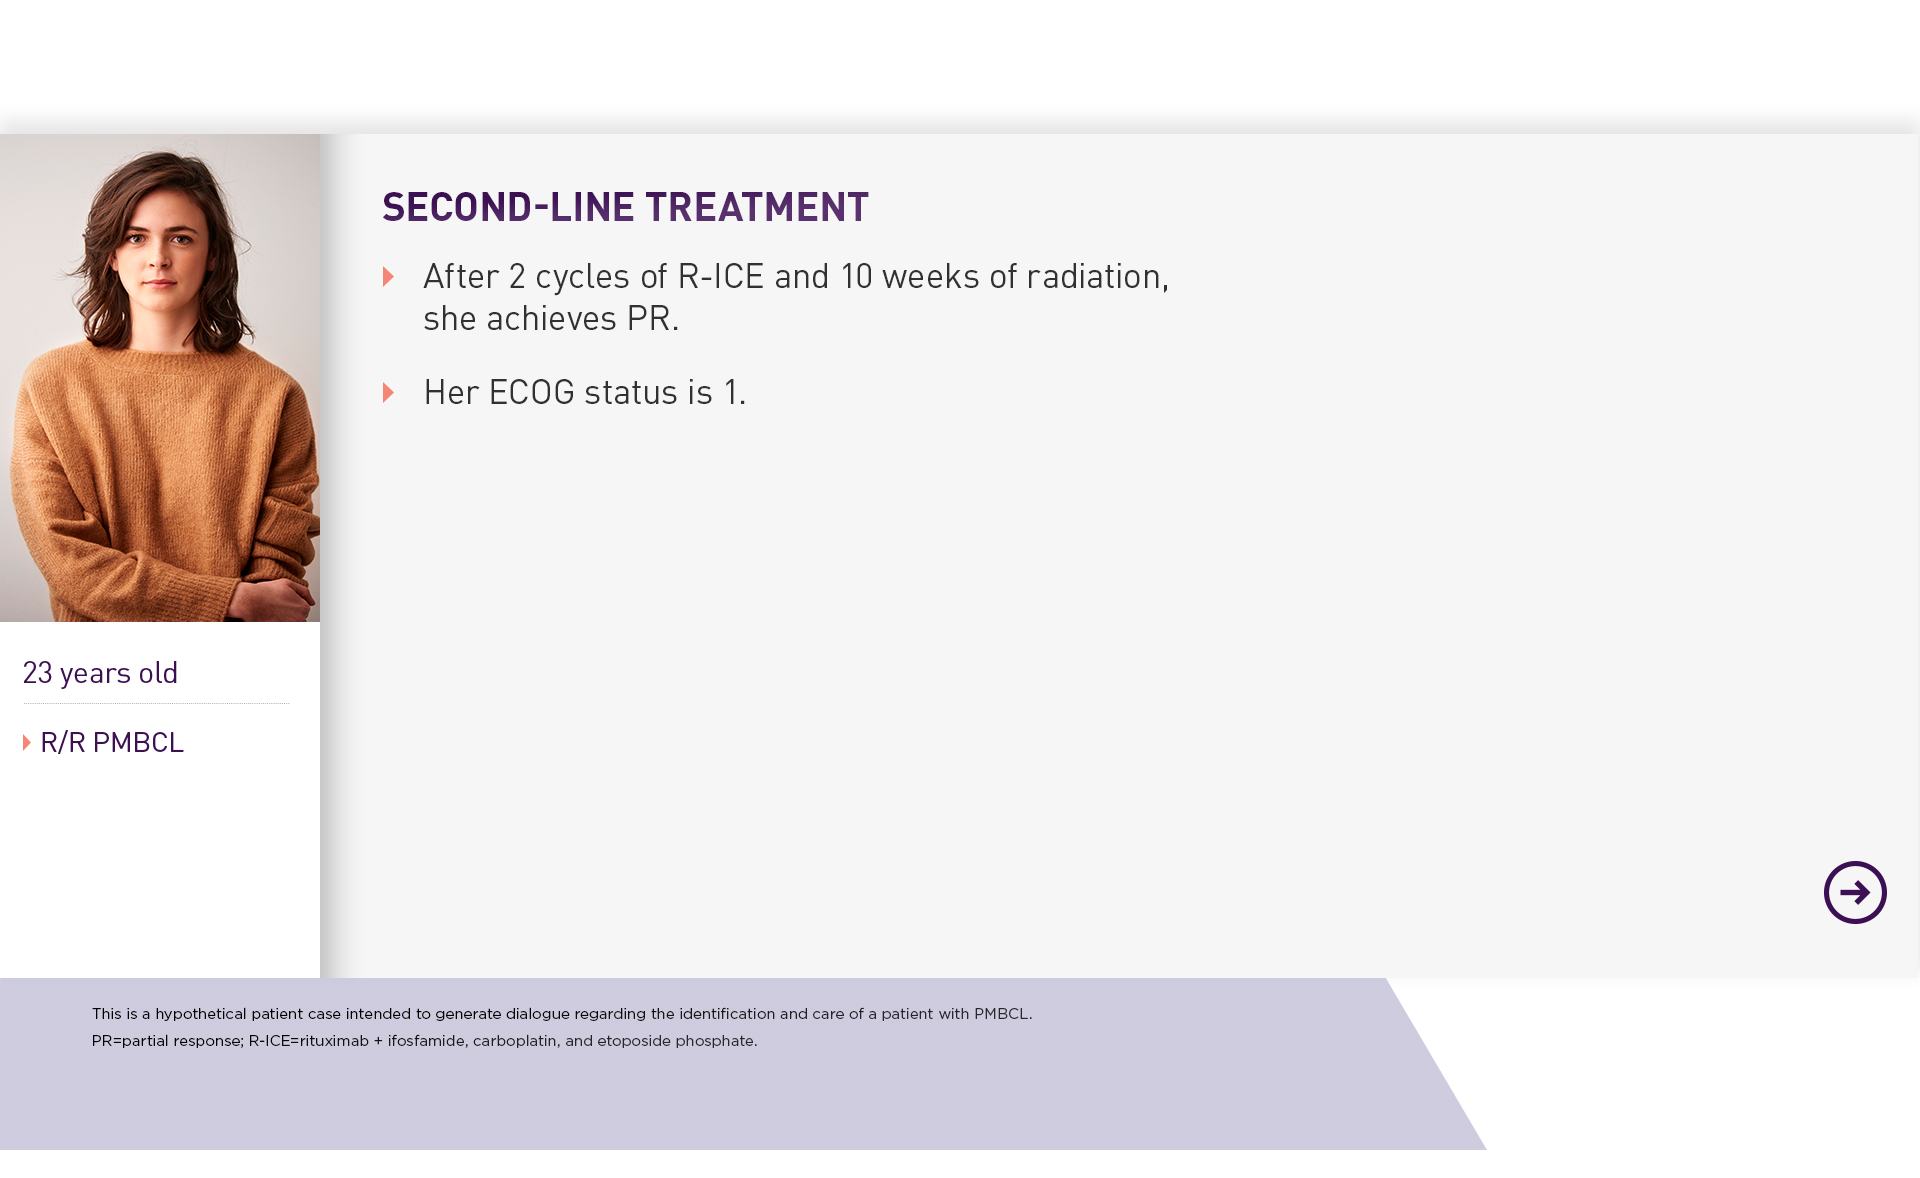 SECOND-LINE TREATMENT
After 2 cycles of R-ICE and 10 weeks of radiation,
she achieves PR.
Her ECOG status is 1.
23 years old
R/R PMBCL
This is a hypothetical patient case intended to generate dialogue regarding the identification and care of a patient with PMBCL.
PR=partial response; R-ICE=rituximab + ifosfamide, carboplatin, and etoposide phosphate.